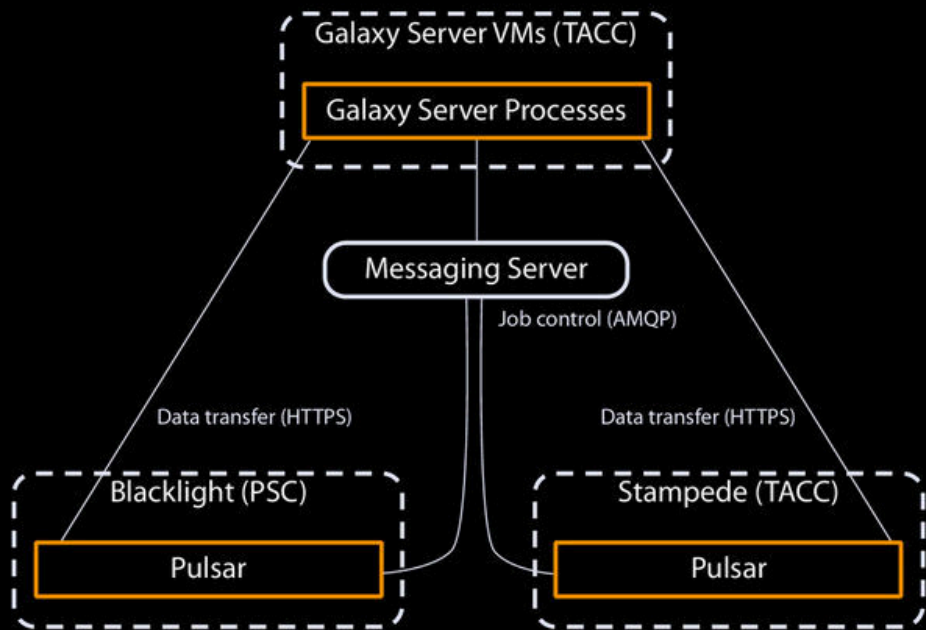 Galaxy Server VMs (TACC)
Galaxy Server Processes
Messaging Server
Job control (AMQP)
Data transfer (HTTPS)
Data transfer (HTTPS)
Blacklight (PSC)
Stampede (TACC)
Pulsar
Pulsar